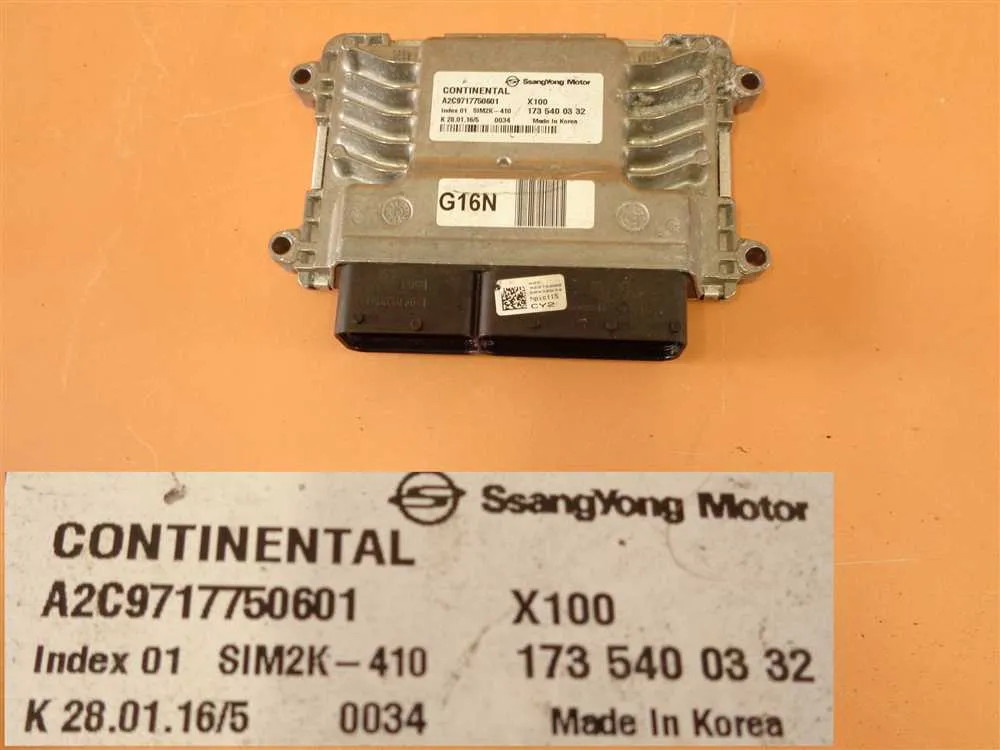 SsangYong Motor
CONTINENTAL
A2C9717750601 X100
Index 01 SIM2K-410 173 540 03 32
K 28.01.16/5 0034 Made In Korea
G16N
CY2
SsangYong Motor
CONTINENTAL
A2C9717750601 X100
Index 01 SIM2K-410 173 540 03 32
K 28.01.16/5 0034 Made In Korea